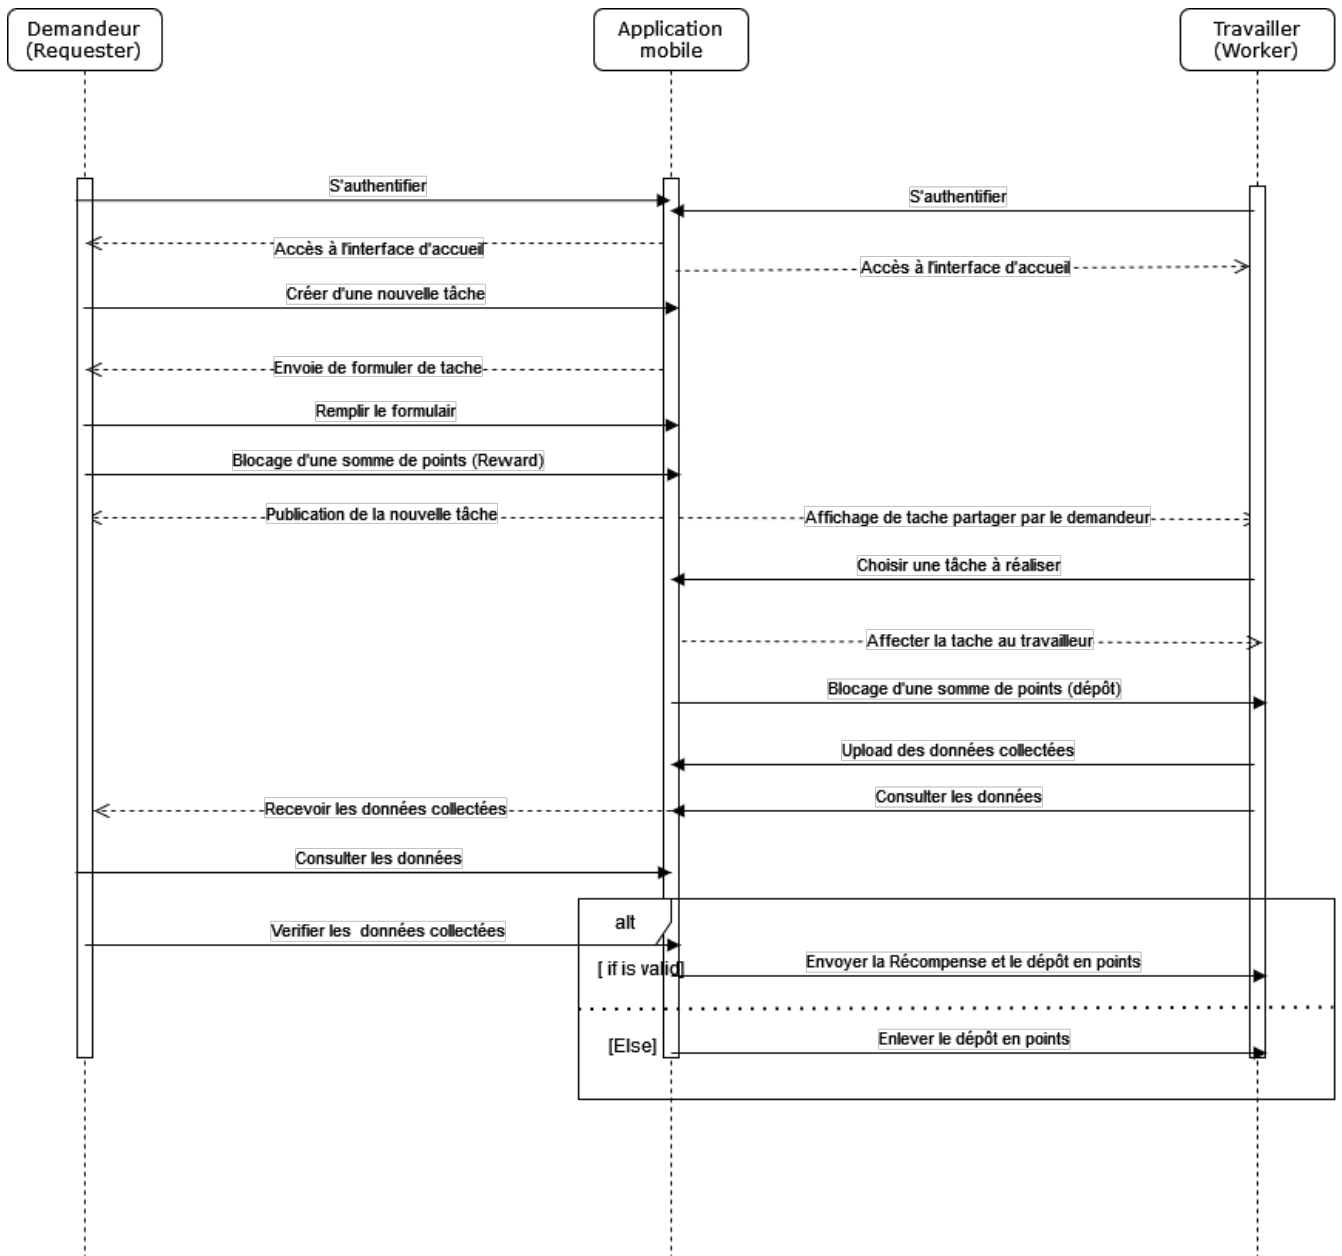 Demandeur
(Requester)
Application
mobile
Travailler
(Worker)
S'authentifier
S'authentifier
Accès à l'interface d'accueil
Accès à l'interface d'accueil
Créer d'une nouvelle tâche
Envoie de formuler de tache
Remplir le formulair
Blocage d'une somme de points (Reward)
Publication de la nouvelle tâche
Affichage de tache partager par le demandeur
Choisir une tâche à réaliser
Affecter la tache au travailleur
Blocage d'une somme de points (dépôt)
Upload des données collectées
Consulter les données
Recevoir les données collectées
Consulter les données
alt
Verifier les  données collectées
[ if is valid]
Envoyer la Récompense et le dépôt en points
[Else]
Enlever le dépôt en points